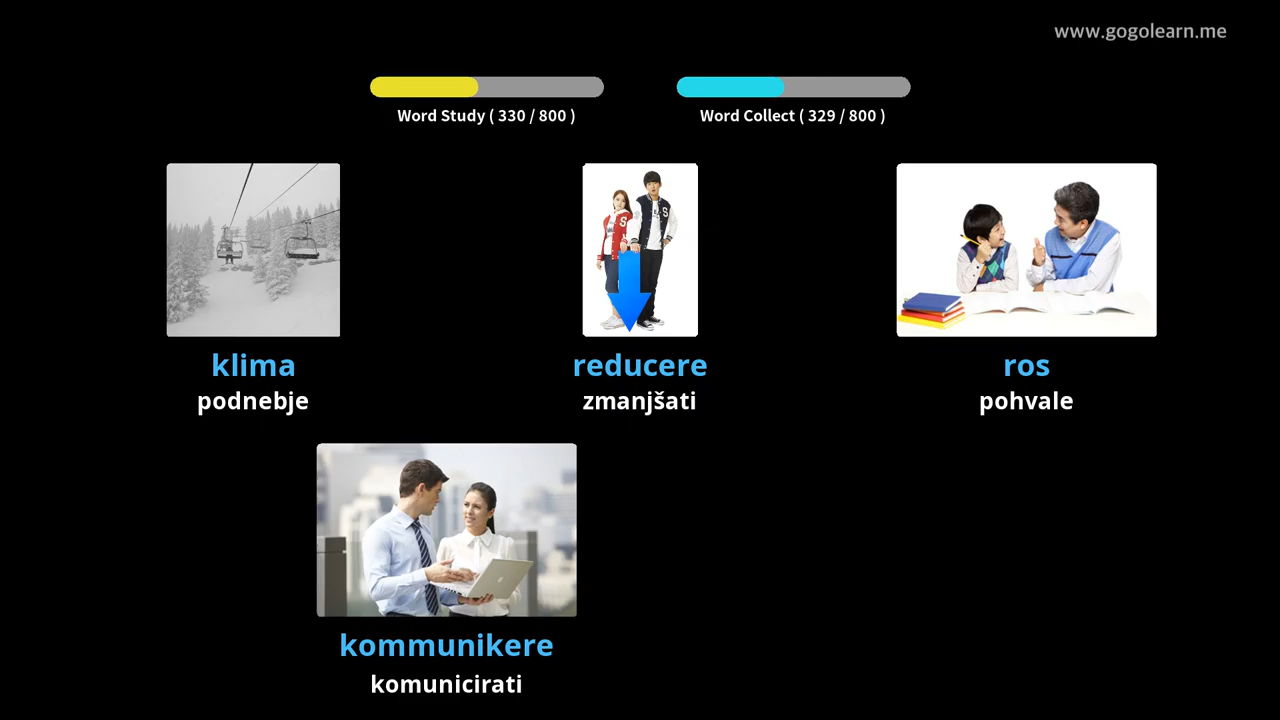 www.gogolearn.me
Word Study ( 330 / 800 )
Word Collect ( 329 / 800 )
klima
podnebje
reducere
zmanjšati
ros
pohvale
kommunikere
komunicirati